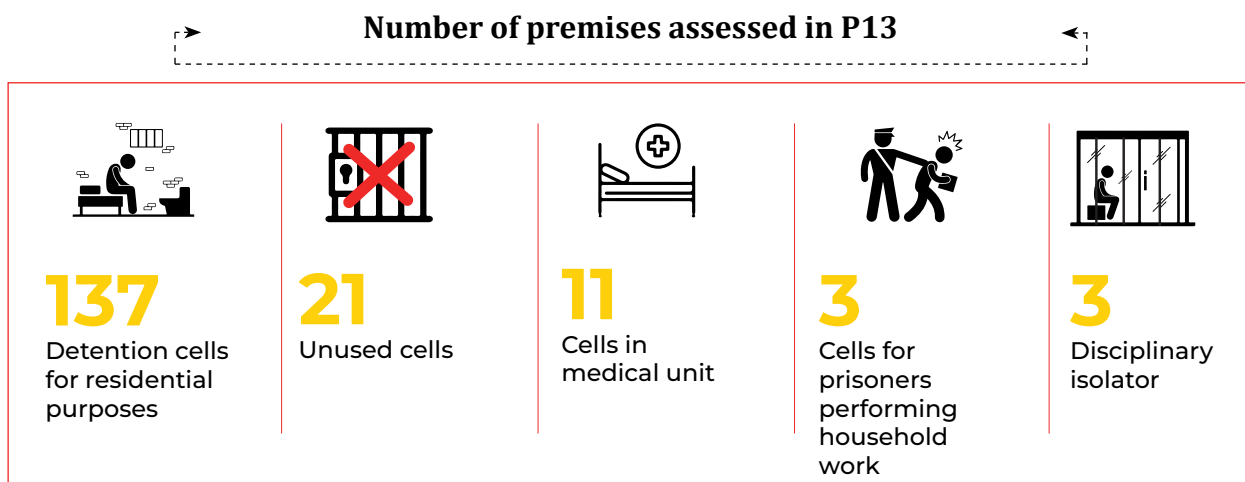 Number of premises assessed in P13
137
Detention cells
for residential
purposes
21
Unused cells
11
Cells in
medical unit
3
Cells for
prisoners
performing
household
work
3
Disciplinary
isolator